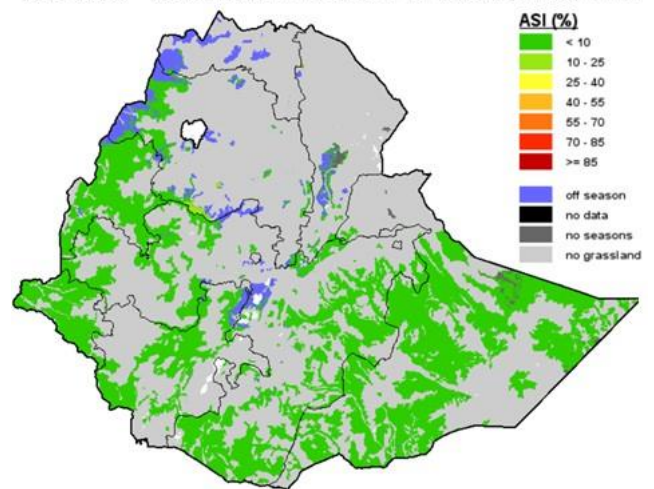 ASI (%)
< 10
10 - 25
25 - 40
40 - 55
55 - 70
70 - 85
>= 85
off season
no data
no seasons
no grassland